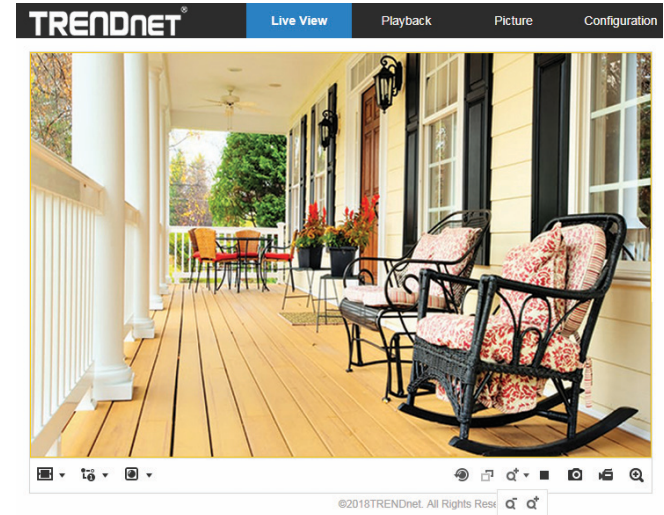 TRENDnet®
Live View
Playback
Picture
Configuration
©2018TRENDnet. All Rights Rese